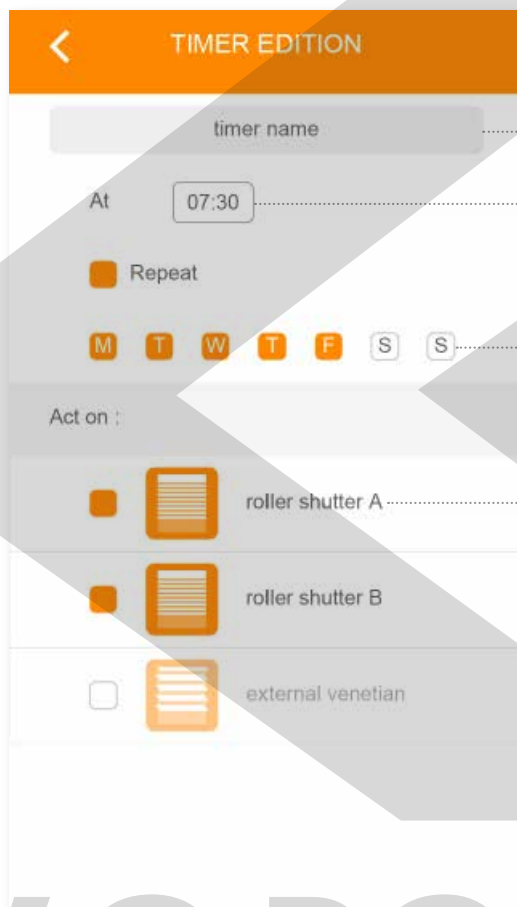 TIMER EDITION
timer name
At 07:30
Repeat
M T W T F S S
Act on :
roller shutter A
roller shutter B
external venetian